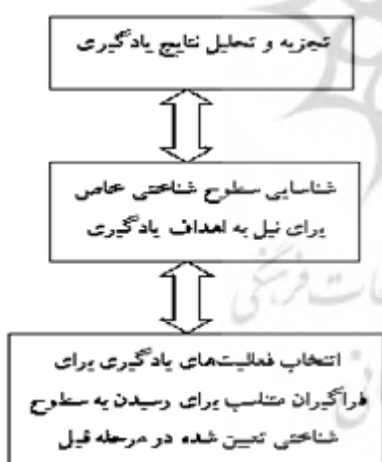 تجزیه و تحلیل نتایج یادگیری
شناسایی سطوح شناختی خاص
برای نیل به اهداف یادگیری
انتخاب فعالیت‌های یادگیری برای
فراگیران متناسب برای رسیدن به سطوح
شناختی تعیین شده در مرحله قبل